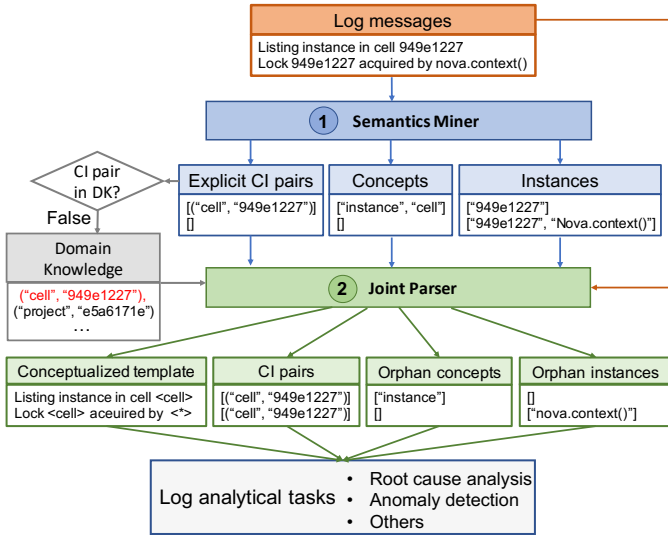 Log messages
Listing instance in cell 949e1227
Lock 949e1227 acquired by nova.context()
1 Semantics Miner
CI pair
in DK?
False
Explicit CI pairs
[(“cell”, “949e1227”)]
[]
Concepts
[“instance”, “cell”]
[]
Instances
[“949e1227”]
[“949e1227”, “Nova.context()”]
Domain
Knowledge
(“cell”, “949e1227”),
(“project”, “e5a6171e”)
...
2 Joint Parser
Conceptualized template
Listing instance in cell <cell>
Lock <cell> aceuired by <*>
CI pairs
[(“cell”, “949e1227”)]
[(“cell”, “949e1227”)]
Orphan concepts
[“instance”]
[]
Orphan instances
[]
[“nova.context()”]
Log analytical tasks
• Root cause analysis
• Anomaly detection
• Others